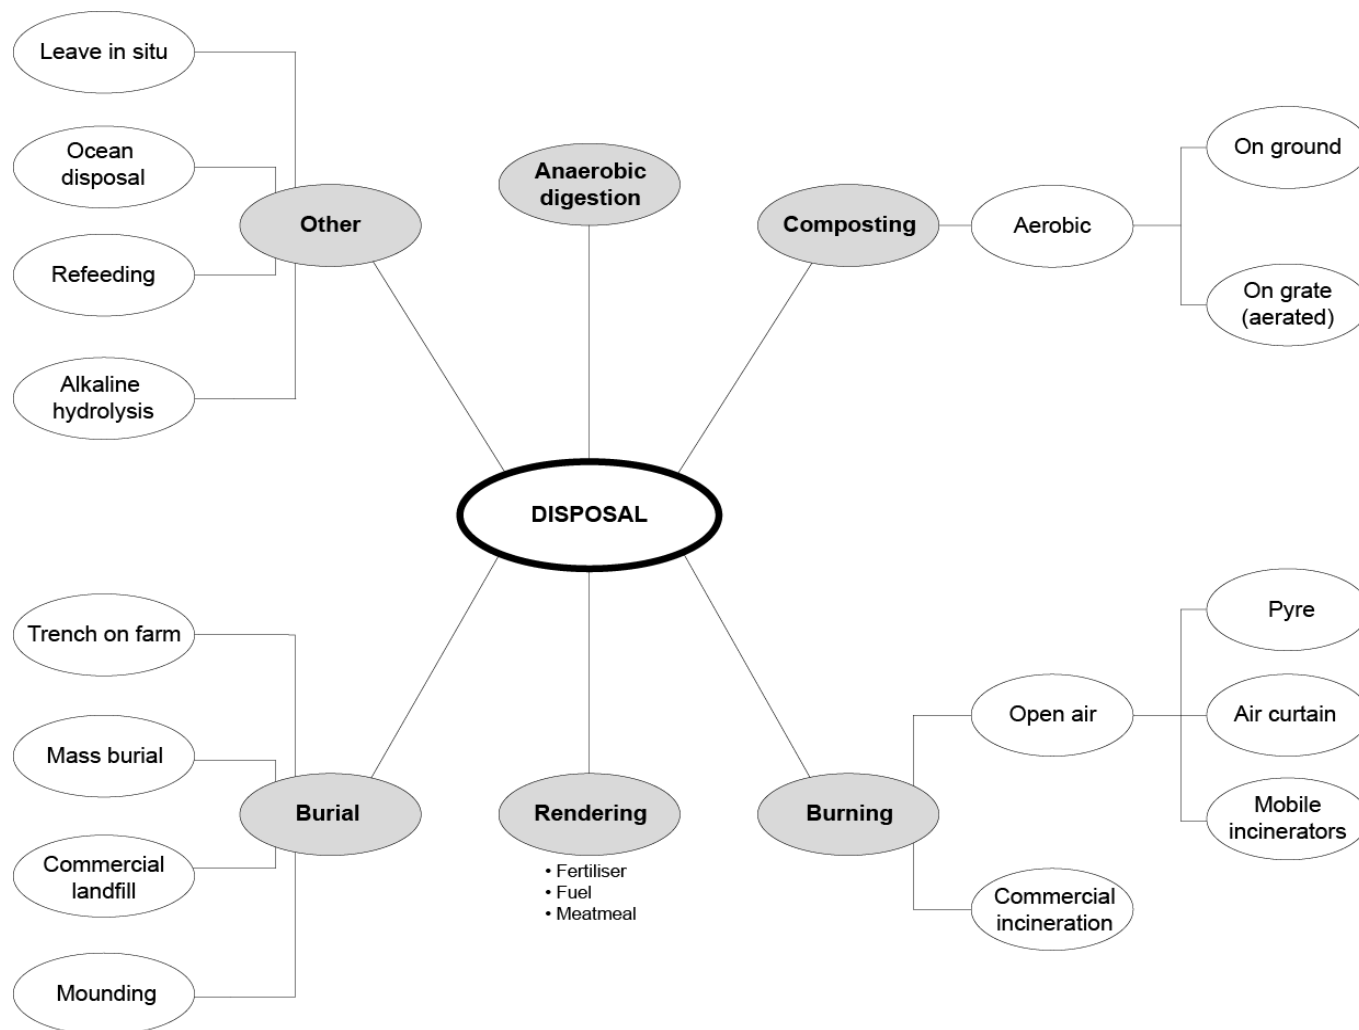 Leave in situ
Ocean
disposal
Refeeding
Alkaline
hydrolysis
Other
Anaerobic
digestion
Composting
Aerobic
On ground
On grate
(aerated)
DISPOSAL
Trench on farm
Mass burial
Commercial
landfill
Mounding
Burial
Rendering
• Fertiliser
• Fuel
• Meatmeal
Burning
Open air
Commercial
incineration
Pyre
Air curtain
Mobile
incinerators